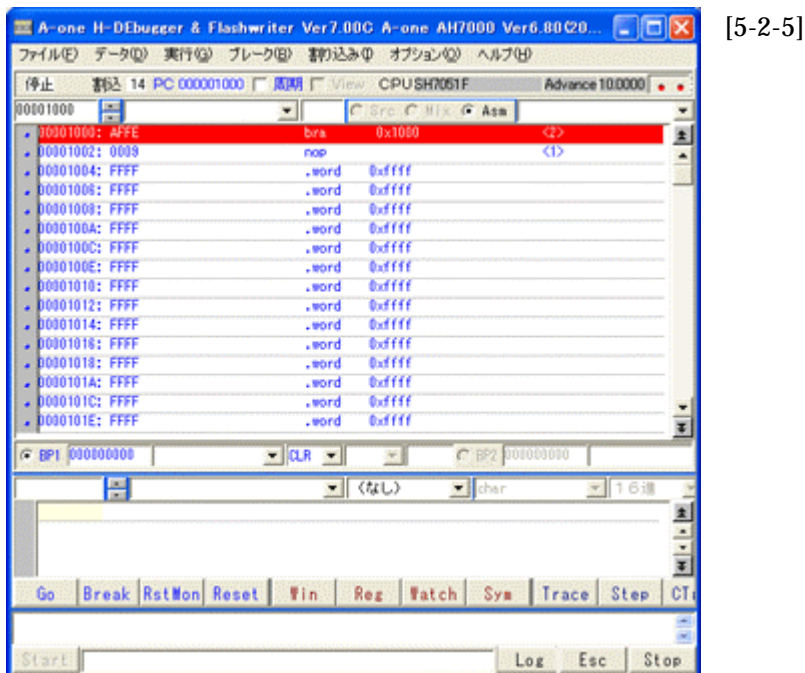 A-one H-DEbugger & Flashwriter Ver7.00C A-one AH7000 Ver6.80(20...
[5-2-5]
ファイル(F) データ(D) 実行(G) ブレーク(B) 割り込み(I) オプション(O) ヘルプ(H)
停止 割込 14 PC 000001000 周期 View CPU SH7051F Advance 10.0000
00001000 Src Mix Asm
00001000: AFFE bra 0x1000 <2>
00001002: 0009 nop <1>
00001004: FFFF .word 0xffff
00001006: FFFF .word 0xffff
00001008: FFFF .word 0xffff
0000100A: FFFF .word 0xffff
0000100C: FFFF .word 0xffff
0000100E: FFFF .word 0xffff
00001010: FFFF .word 0xffff
00001012: FFFF .word 0xffff
00001014: FFFF .word 0xffff
00001016: FFFF .word 0xffff
00001018: FFFF .word 0xffff
0000101A: FFFF .word 0xffff
0000101C: FFFF .word 0xffff
0000101E: FFFF .word 0xffff
BP1 000000000 CLR BP2 000000000
(なし) char 16進
Go Break RstMon Reset Win Reg Watch Sym Trace Step
Start Log Esc Stop